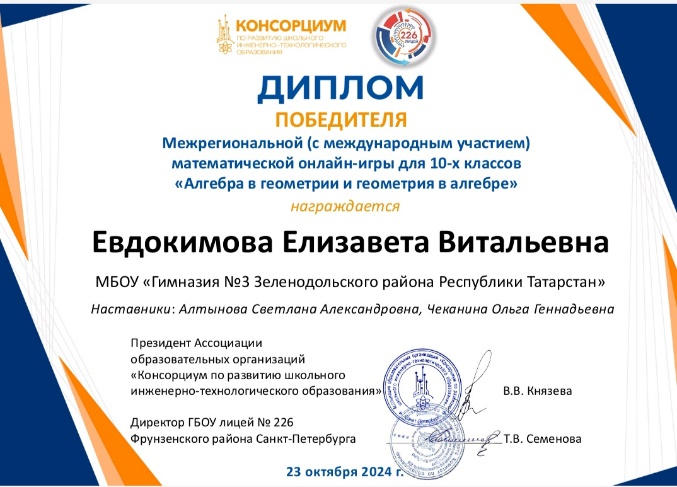 КОНСОРЦИУМ
ПО РАЗВИТИЮ ШКОЛЬНОГО
ИНЖЕНЕРНО-ТЕХНОЛОГИЧЕСКОГО
ОБРАЗОВАНИЯ
226
ДИПЛОМ
ПОБЕДИТЕЛЯ
Межрегиональной (с международным участием)
математической онлайн-игры для 10-х классов
«Алгебра в геометрии и геометрия в алгебре»
награждается
Евдокимова Елизавета Витальевна
МБОУ «Гимназия №3 Зеленодольского района Республики Татарстан»
Наставники: Алтынова Светлана Александровна, Чеканина Ольга Геннадьевна
Президент Ассоциации
образовательных организаций
«Консорциум по развитию школьного
инженерно-технологического образования»
В.В. Князева
Директор ГБОУ лицей № 226
Фрунзенского района Санкт-Петербурга
Т.В. Семенова
23 октября 2024 г.